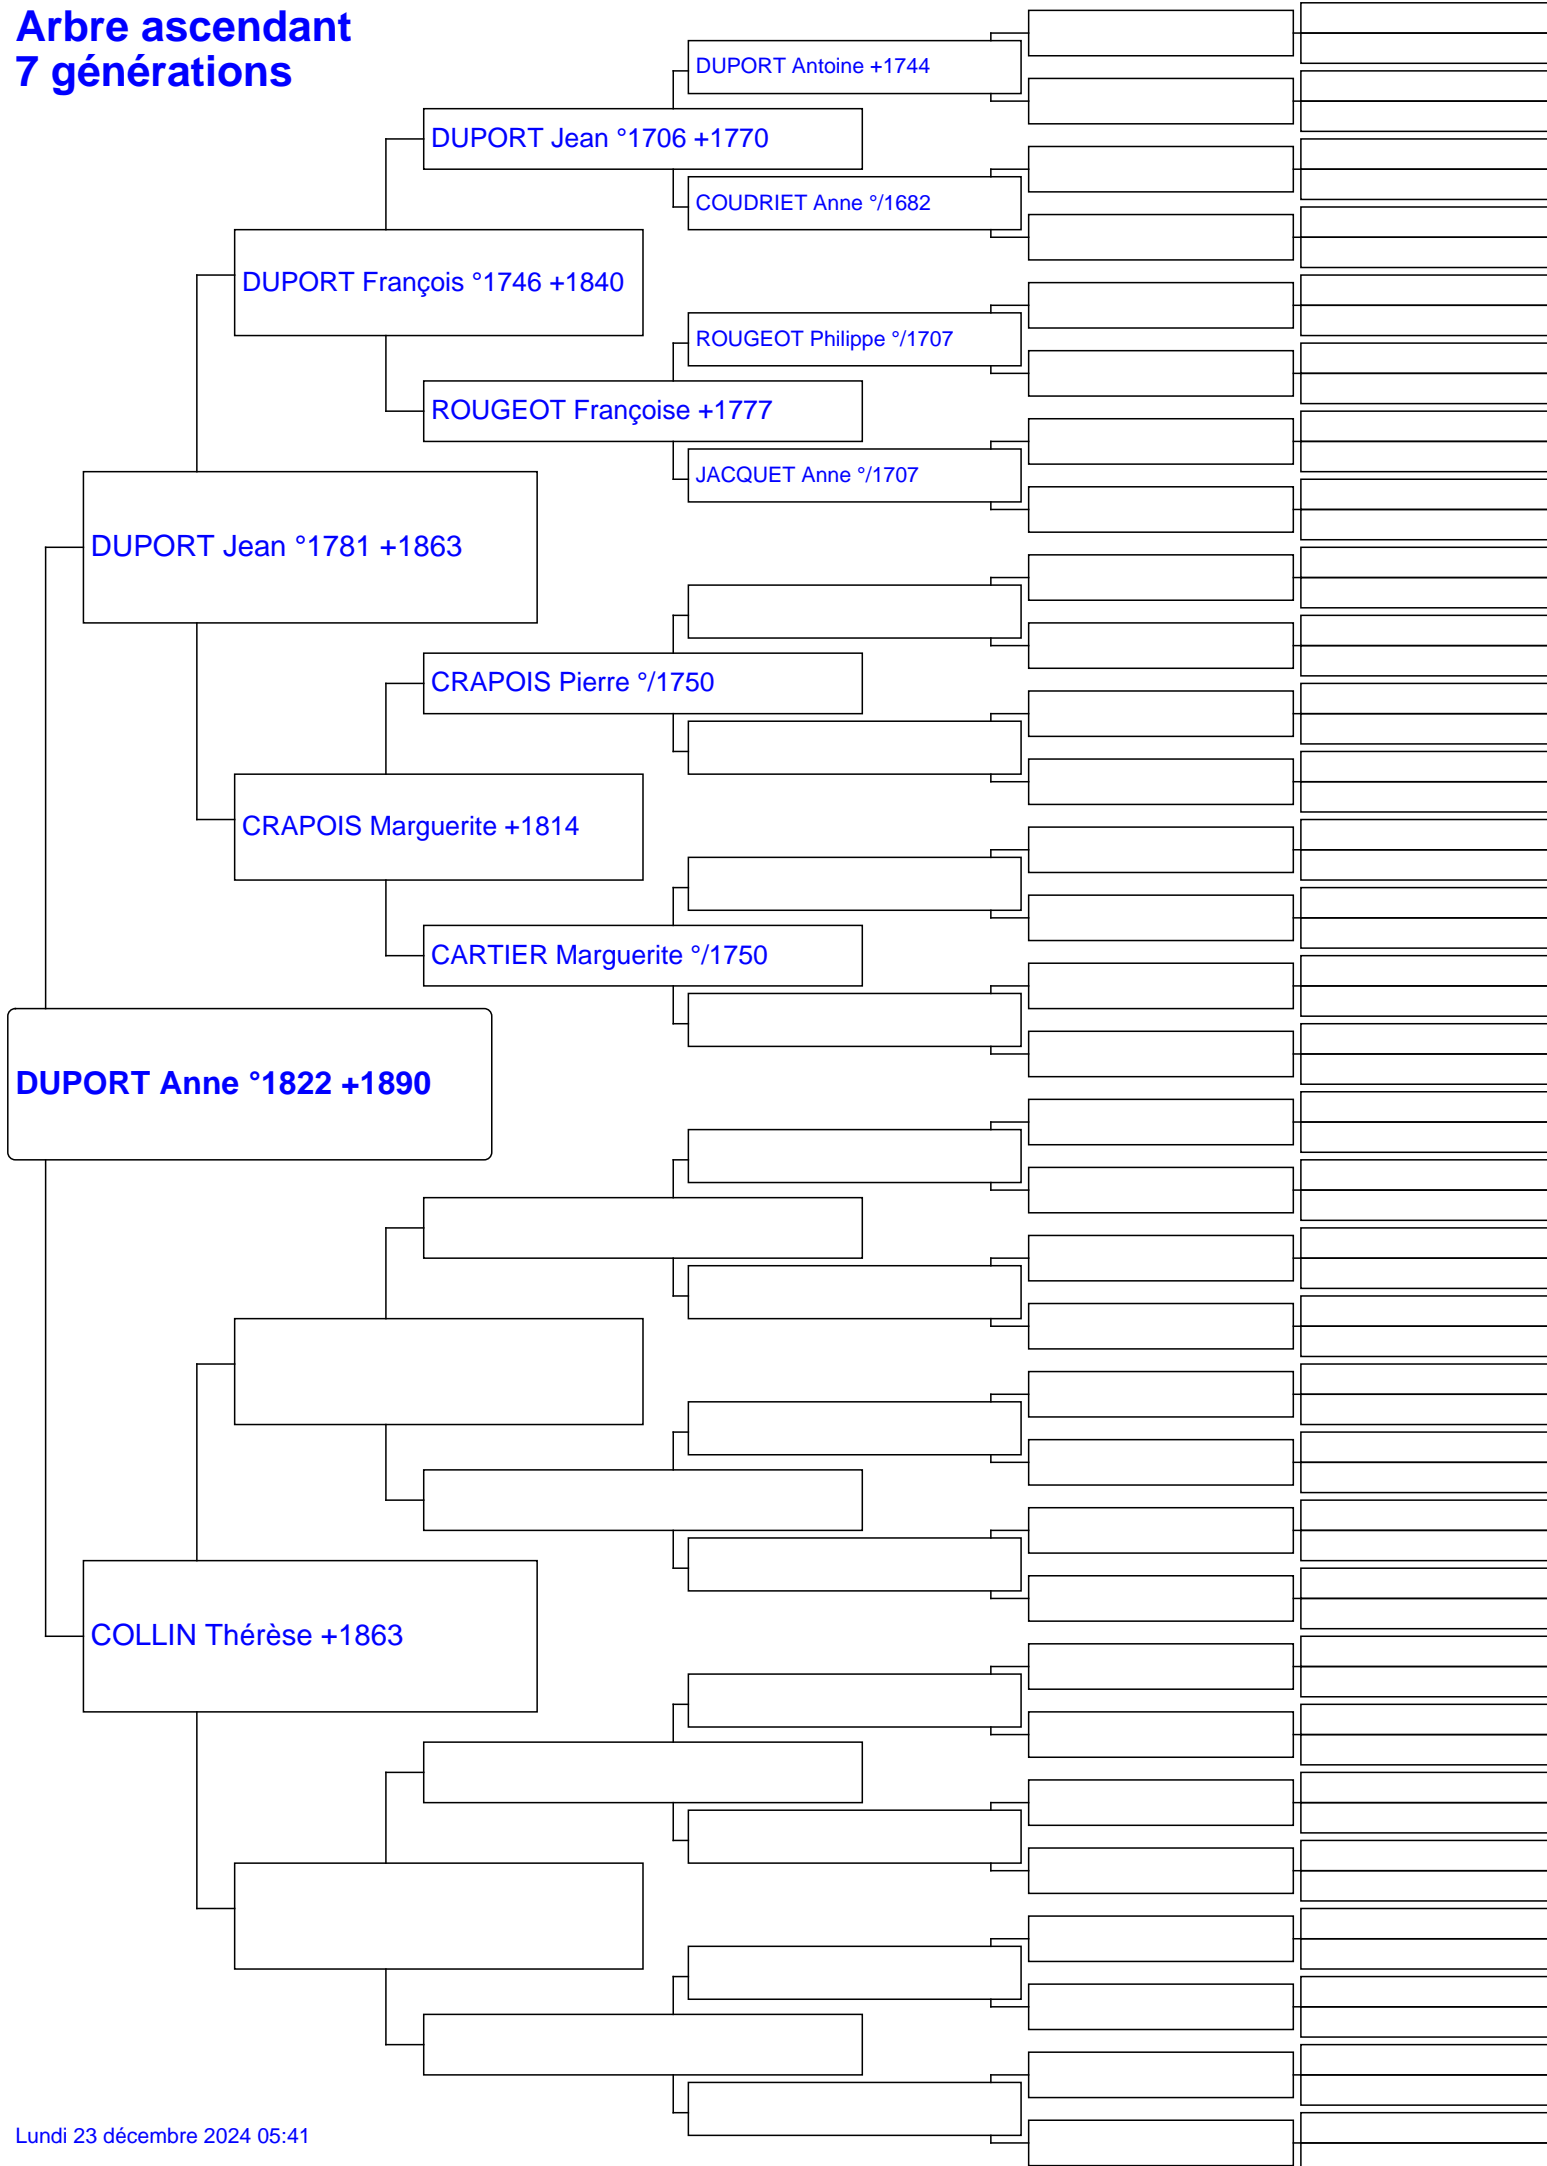 Arbre ascendant
7 générations
DUPORT Antoine +1744
DUPORT Jean °1706 +1770
COUDRIET Anne °/1682
DUPORT François °1746 +1840
ROUGEOT Philippe °/1707
ROUGEOT Françoise +1777
JACQUET Anne °/1707
DUPORT Jean °1781 +1863
CRAPOIS Pierre °/1750
CRAPOIS Marguerite +1814
CARTIER Marguerite °/1750
DUPORT Anne °1822 +1890
COLLIN Thérèse +1863
Lundi 23 décembre 2024 05:41